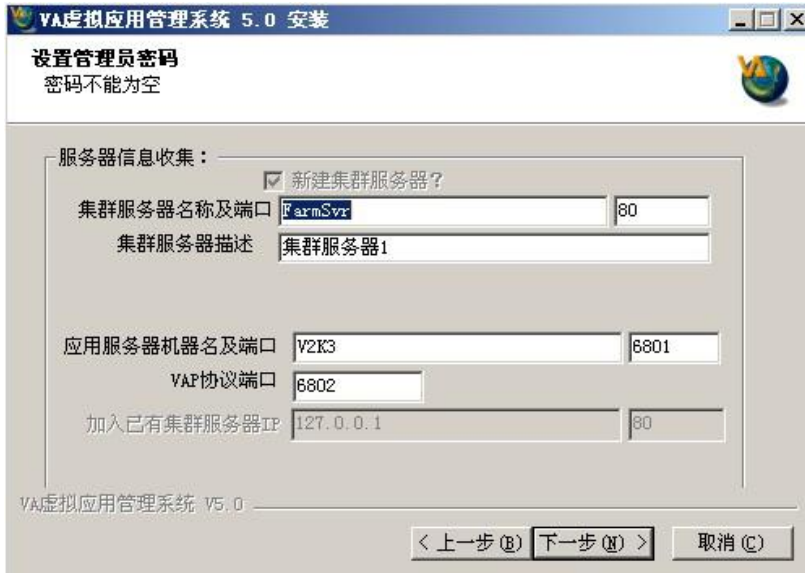 VA虚拟应用管理系统 5.0 安装
设置管理员密码
密码不能为空
VA
服务器信息收集：
新建集群服务器？
集群服务器名称及端口 FarmSvr 80
集群服务器描述 集群服务器1
应用服务器机器名及端口 V2K3 6801
VAP协议端口 6802
加入已有集群服务器IP 127.0.0.1 80
VA虚拟应用管理系统 V5.0
< 上一步(B) 下一步(N) > 取消(C)